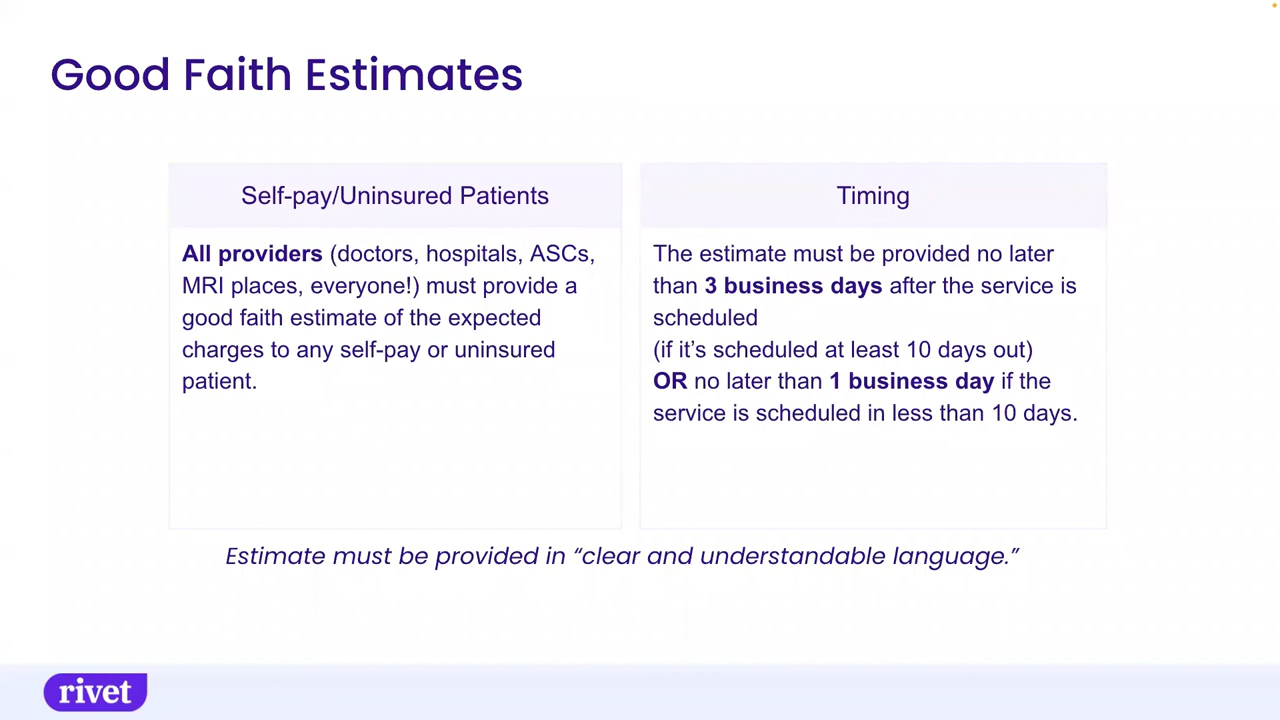 Good Faith Estimates
Self-pay/Uninsured Patients
All providers (doctors, hospitals, ASCs,
MRI places, everyone!) must provide a
good faith estimate of the expected
charges to any self-pay or uninsured
patient.
Timing
The estimate must be provided no later
than 3 business days after the service is
scheduled
(if it’s scheduled at least 10 days out)
OR no later than 1 business day if the
service is scheduled in less than 10 days.
Estimate must be provided in “clear and understandable language.”
rivet